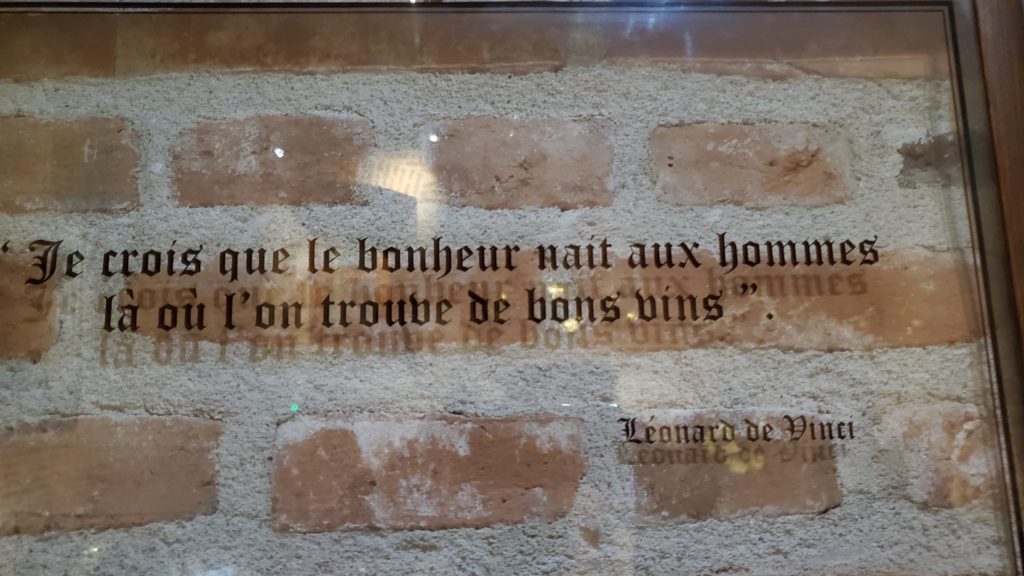 “ Je crois que le bonheur nait aux hommes
là où l'on trouve de bons vins ”.
Léonard de Vinci